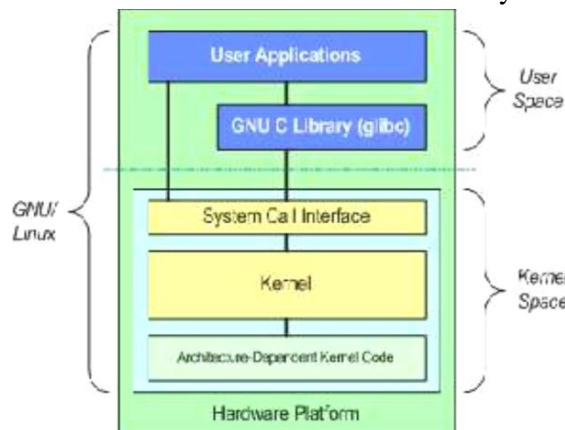 User Applications
User
Space
GNU C Library (glibc)
GNU/
Linux
System Call Interface
Kernel
Kernel
Space
Architecture-Dependent Kernel Code
Hardware Platform